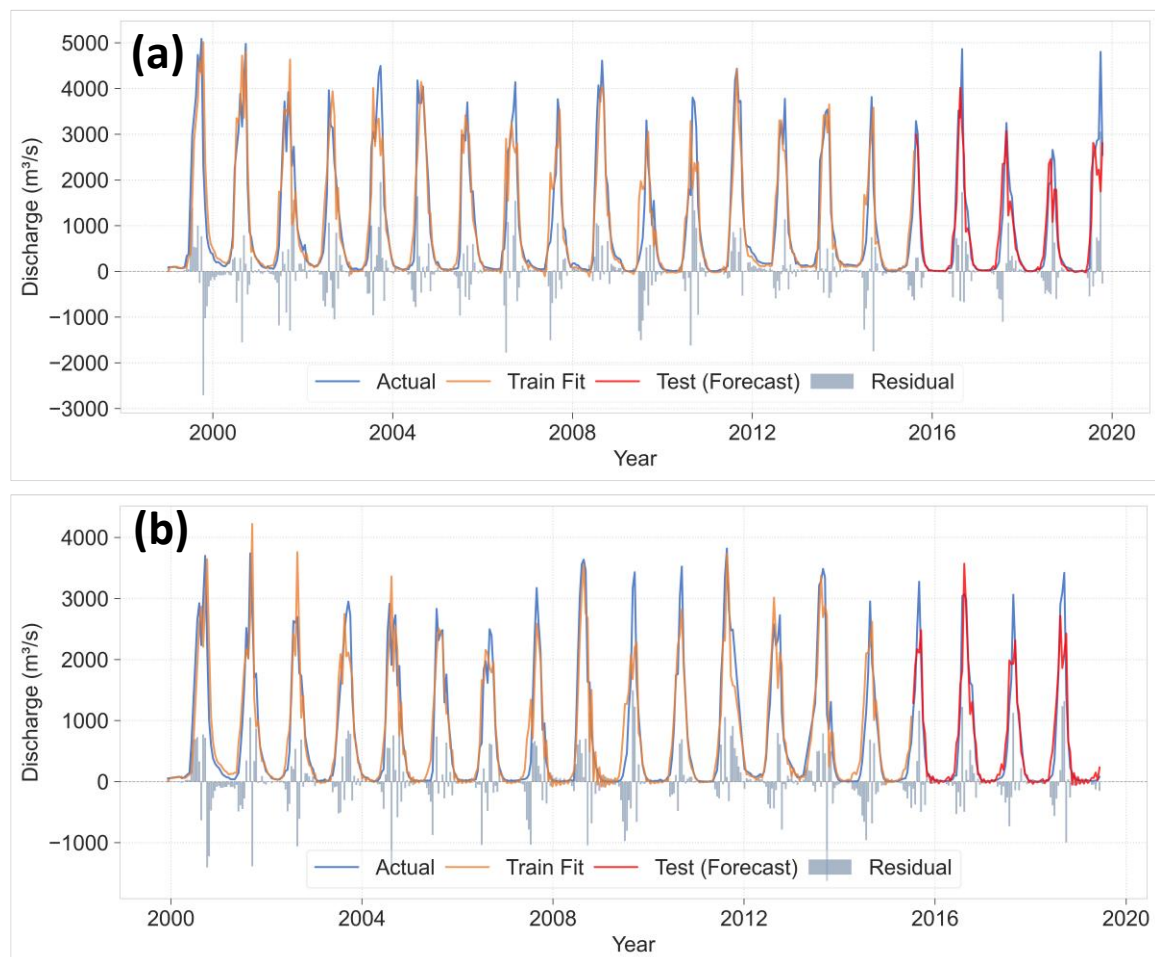 (a)
Discharge (m³/s)
5000
4000
3000
2000
1000
0
−1000
−2000
−3000
Actual Train Fit Test (Forecast) Residual
2000 2004 2008 2012 2016 2020
Year
(b)
Discharge (m³/s)
4000
3000
2000
1000
0
−1000
Actual Train Fit Test (Forecast) Residual
2000 2004 2008 2012 2016 2020
Year